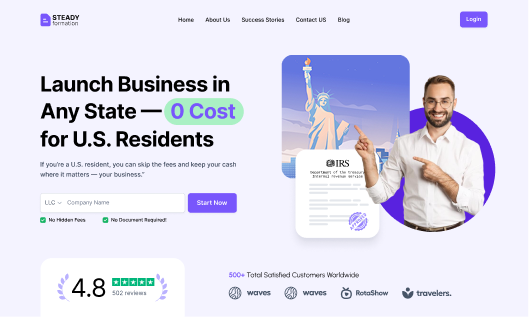 STEADY
formation
Home About Us Success Stories Contact US Blog
Login
Launch Business in
Any State — 0 Cost
for U.S. Residents
If you're a U.S. resident, you can skip the fees and keep your cash
where it matters — your business."
LLC Company Name Start Now
No Hidden Fees No Document Required!
IRS
Department of the Treasury
Internal revenue service
APPROVED
4.8
502 reviews
500+ Total Satisfied Customers Worldwide
waves waves RotoShow travelers.